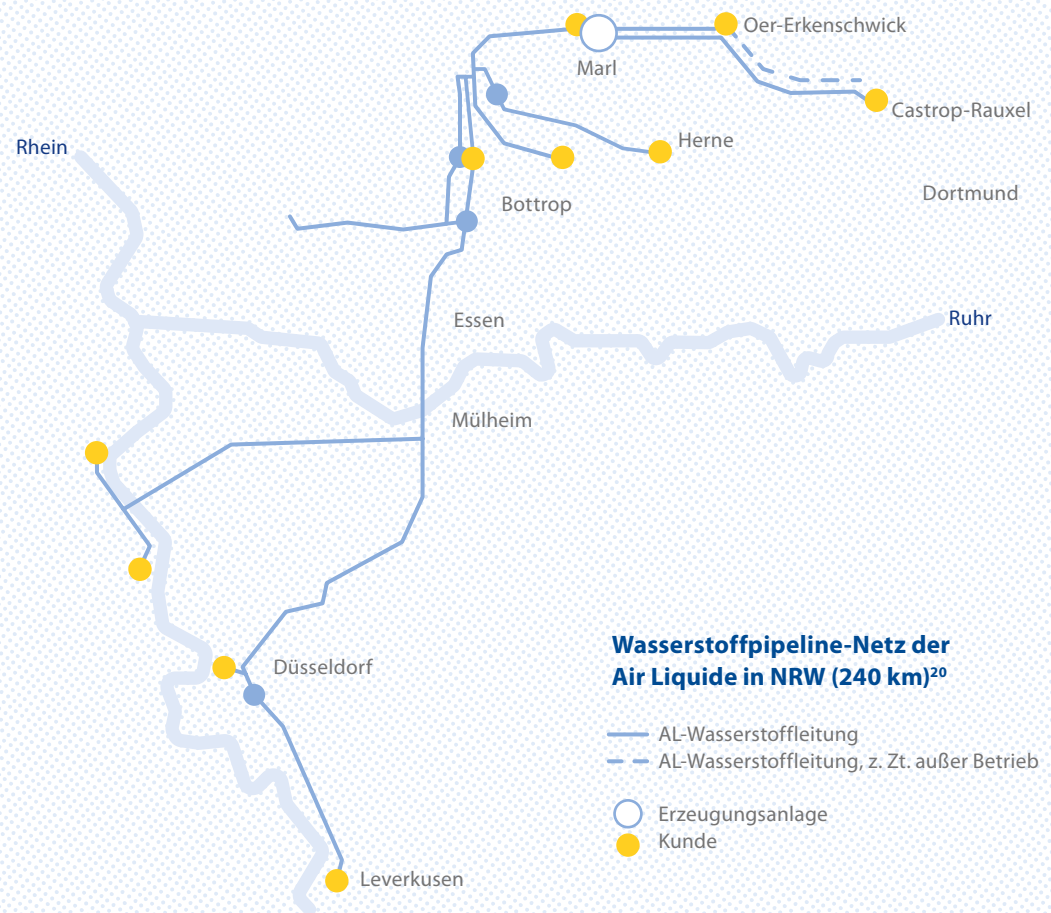 Oer-Erkenschwick
Marl
Castrop-Rauxel
Herne
Rhein
Dortmund
Bottrop
Essen
Ruhr
Mülheim
Düsseldorf
Leverkusen
Wasserstoffpipeline-Netz der
Air Liquide in NRW (240 km)²⁰
AL-Wasserstoffleitung
AL-Wasserstoffleitung, z. Zt. außer Betrieb
Erzeugungsanlage
Kunde